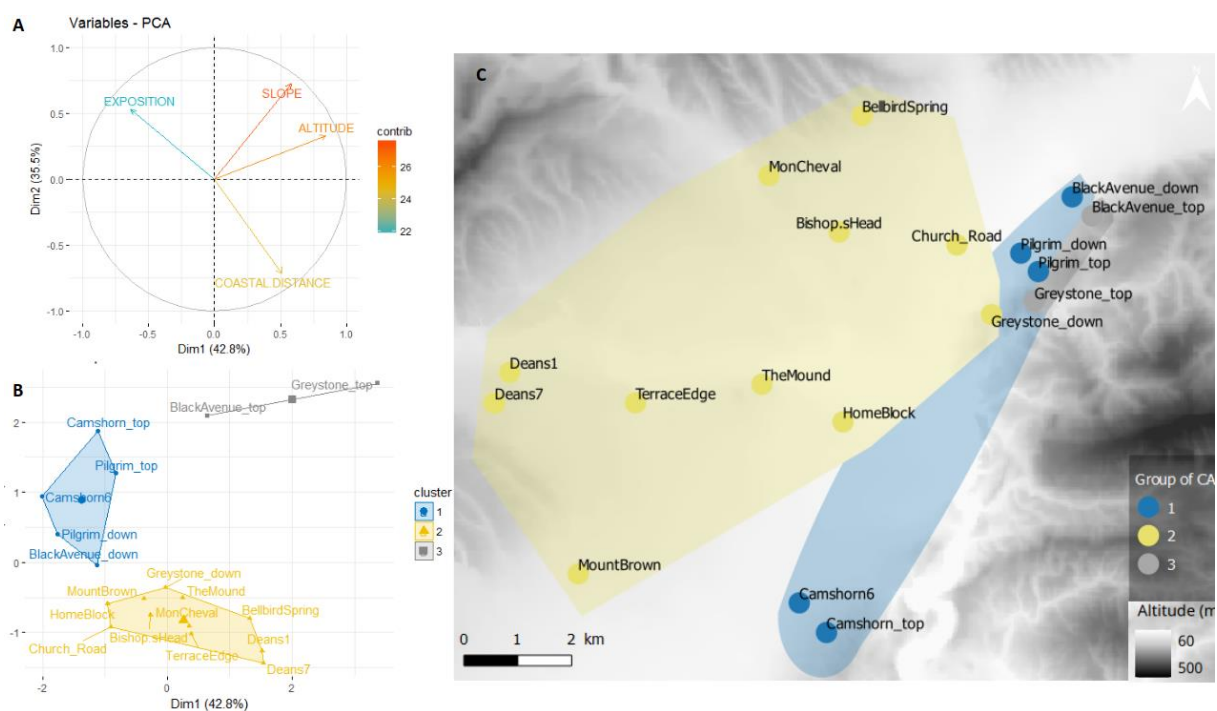 A
Variables - PCA
1.0
0.5
0.0
-0.5
-1.0
Dim2 (35.5%)
EXPOSITION
SLOPE
ALTITUDE
COASTAL DISTANCE
-1.0 -0.5 0.0 0.5 1.0
Dim1 (42.8%)
contrib
26
24
22
B
2
1
0
-1
Greystone_top
BlackAvenue_top
Camshorn_top
Pilgrim_top
Camshorn6
Pilgrim_down
BlackAvenue_down
Greystone_down
MountBrown
TheMound
HomeBlock
MonCheval
BellbirdSpring
Church_Road
Bishop.sHead
Deans1
TerraceEdge
Deans7
-2 0 2
Dim1 (42.8%)
cluster
1
2
3
C
BellbirdSpring
MonCheval
BlackAvenue_down
BlackAvenue_top
Bishop.sHead
Church_Road
Pilgrim_down
Pilgrim_top
Greystone_top
Greystone_down
Deans1
Deans7
TerraceEdge
TheMound
HomeBlock
MountBrown
Camshorn6
Camshorn_top
0 1 2 km
Group of CA
1
2
3
Altitude (m
60
500